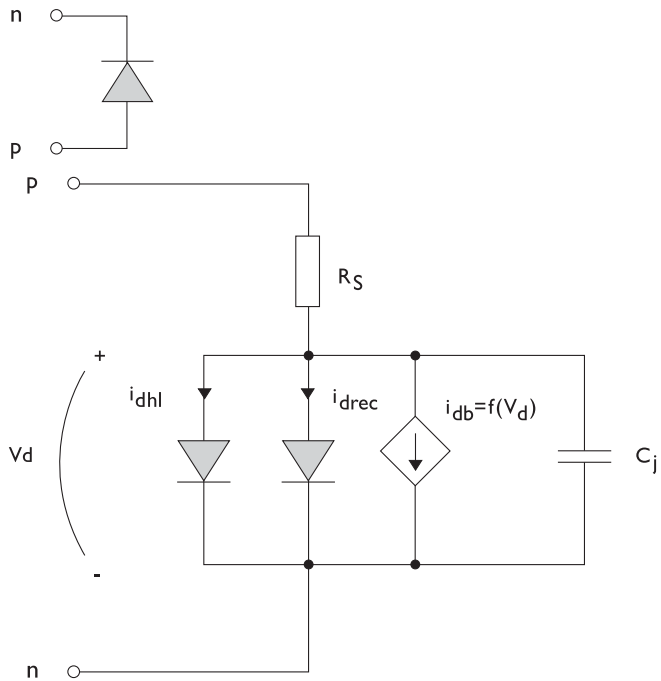 n
p
p
R_S
+
i_dhl
i_drec
i_db=f(V_d)
Vd
C_j
-
n